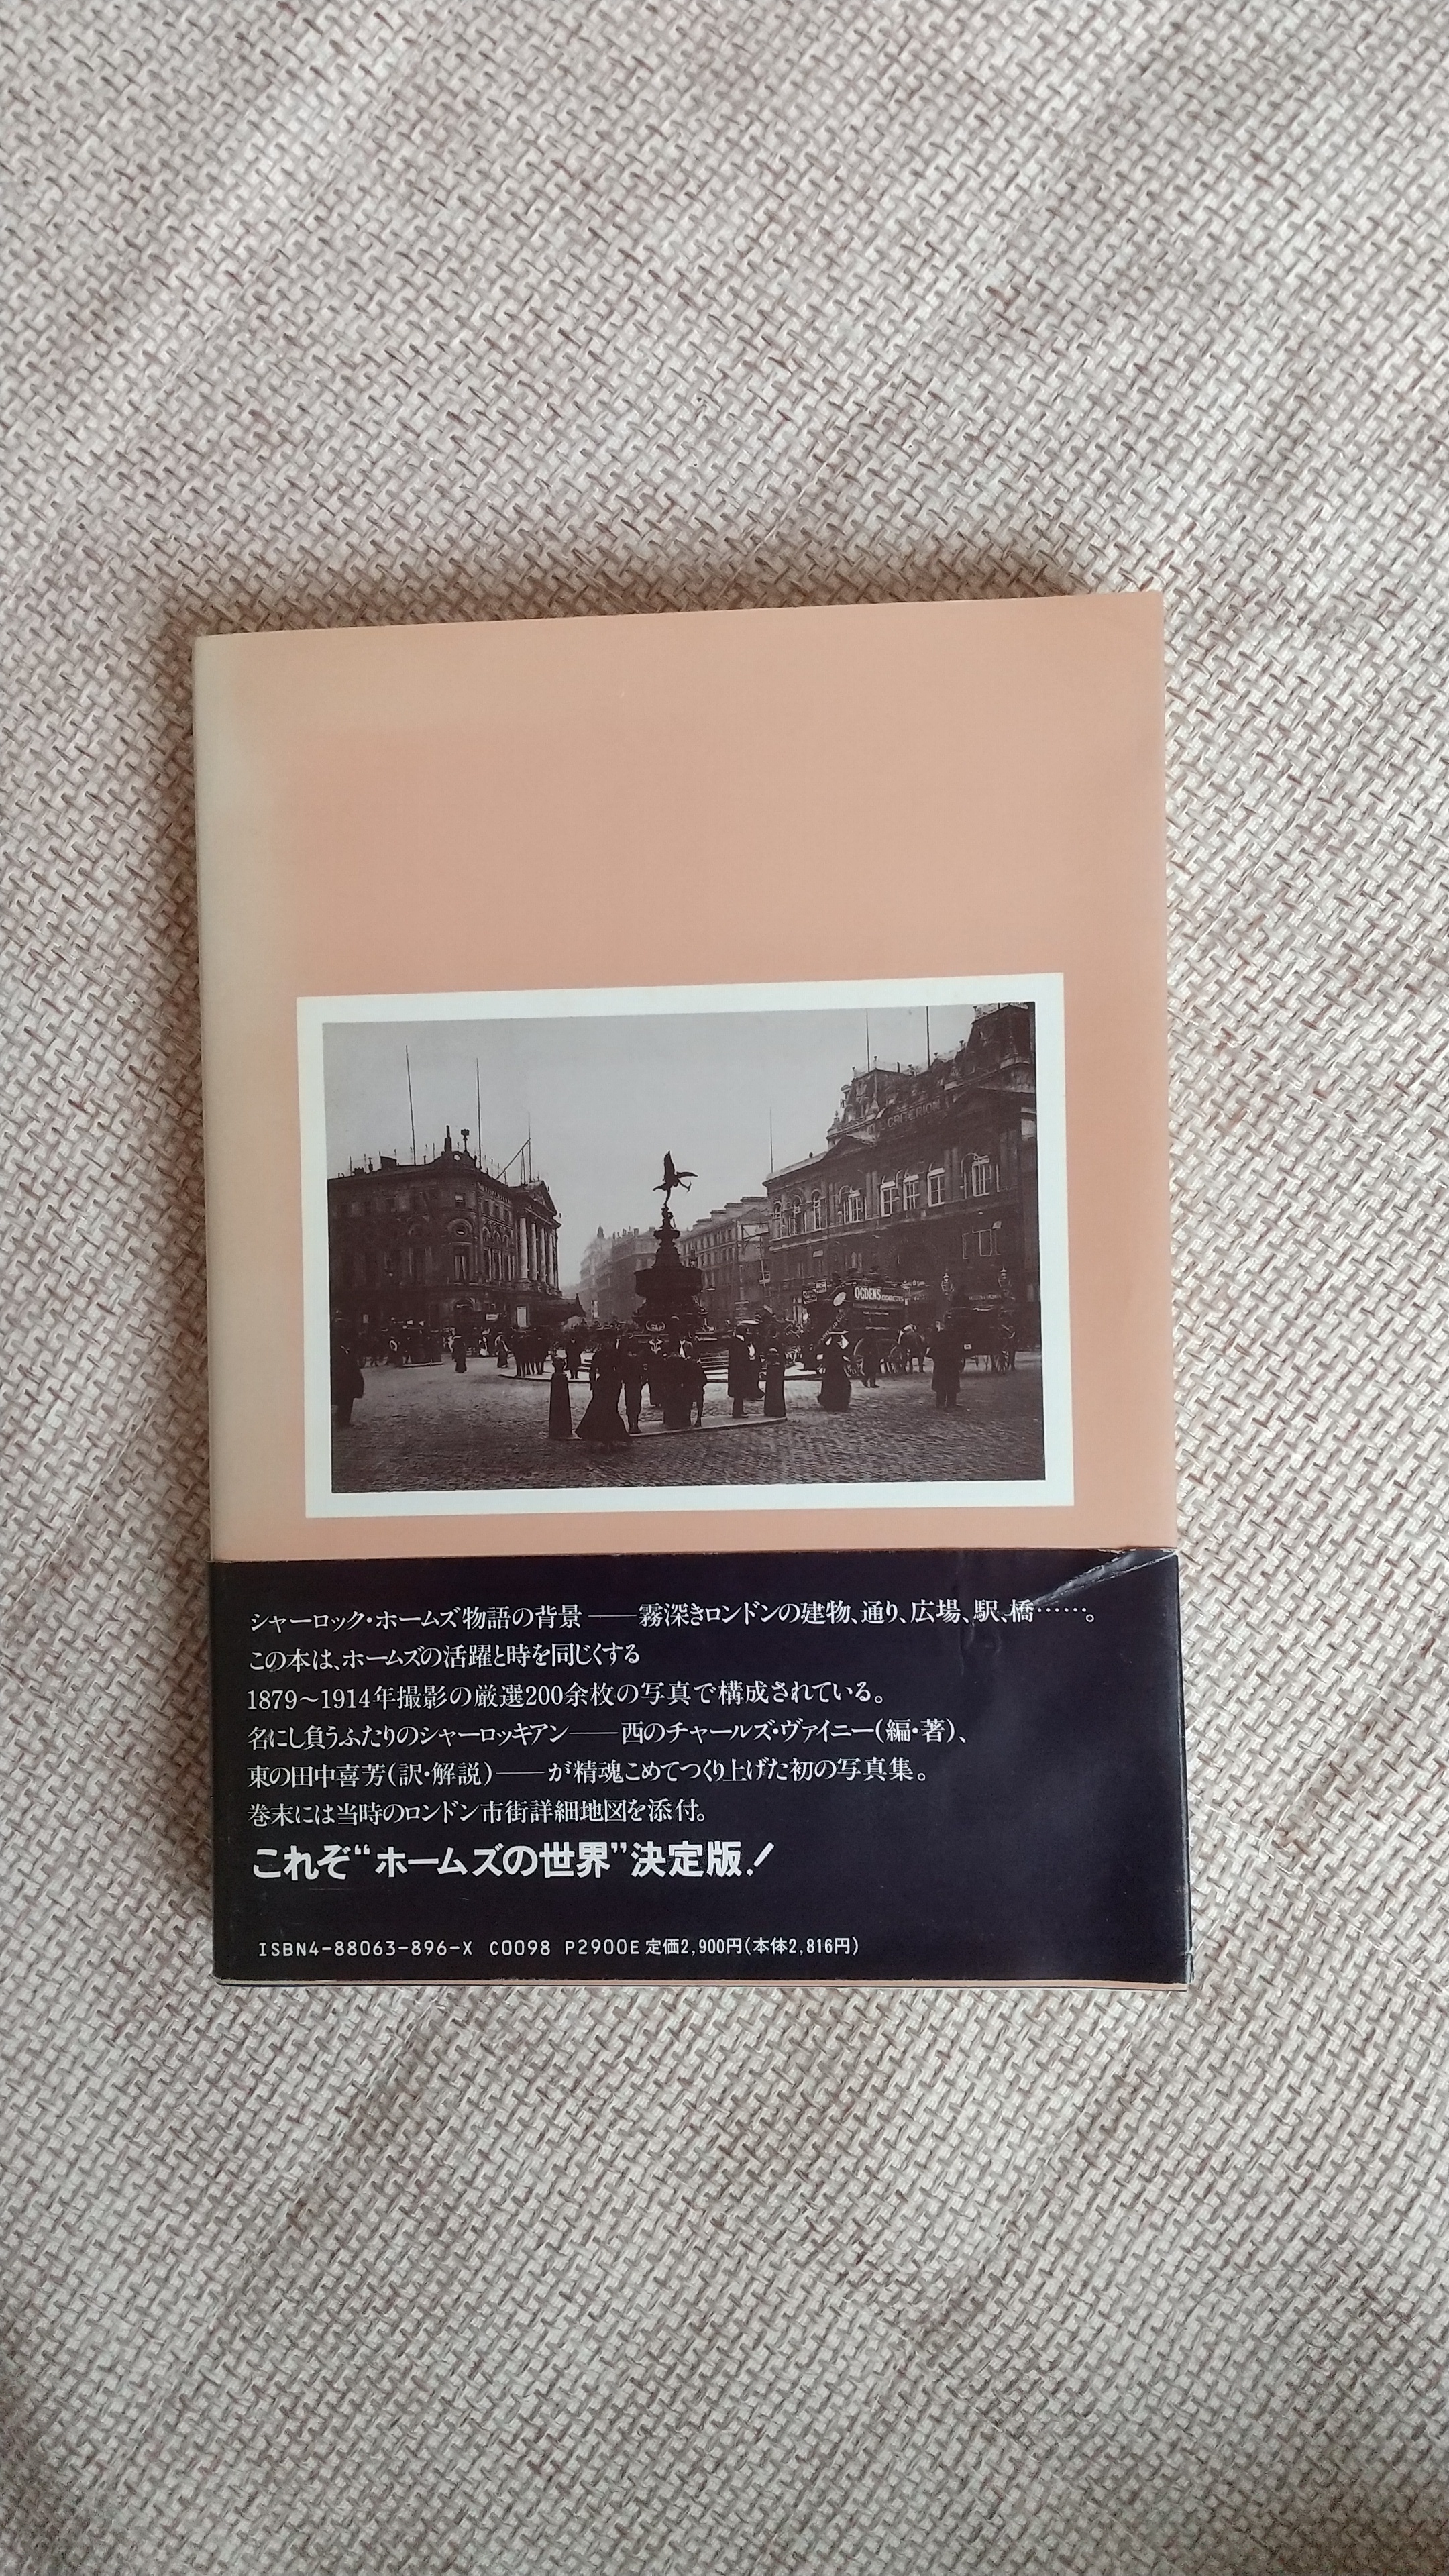 CRITERION
OGDENS
シャーロック・ホームズ物語の背景――霧深きロンドンの建物、通り、広場、駅、橋……。
この本は、ホームズの活躍と時を同じくする
1879〜1914年撮影の厳選200余枚の写真で構成されている。
名にし負うふたりのシャーロッキアン――西のチャールズ・ヴァイニー(編・著)、
東の田中喜芳(訳・解説)――が精魂こめてつくり上げた初の写真集。
巻末には当時のロンドン市街詳細地図を添付。
これぞ“ホームズの世界”決定版!
ISBN4-88063-896-X C0098 P2900E 定価2,900円(本体2,816円)